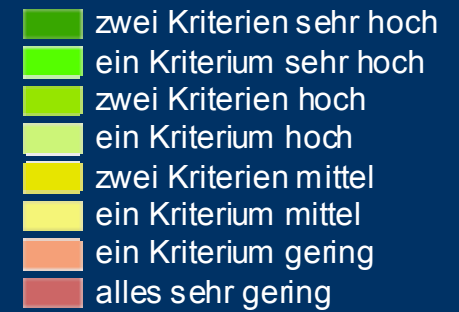 zwei Kriterien sehr hoch
ein Kriterium sehr hoch
zwei Kriterien hoch
ein Kriterium hoch
zwei Kriterien mittel
ein Kriterium mittel
ein Kriterium gering
alles sehr gering